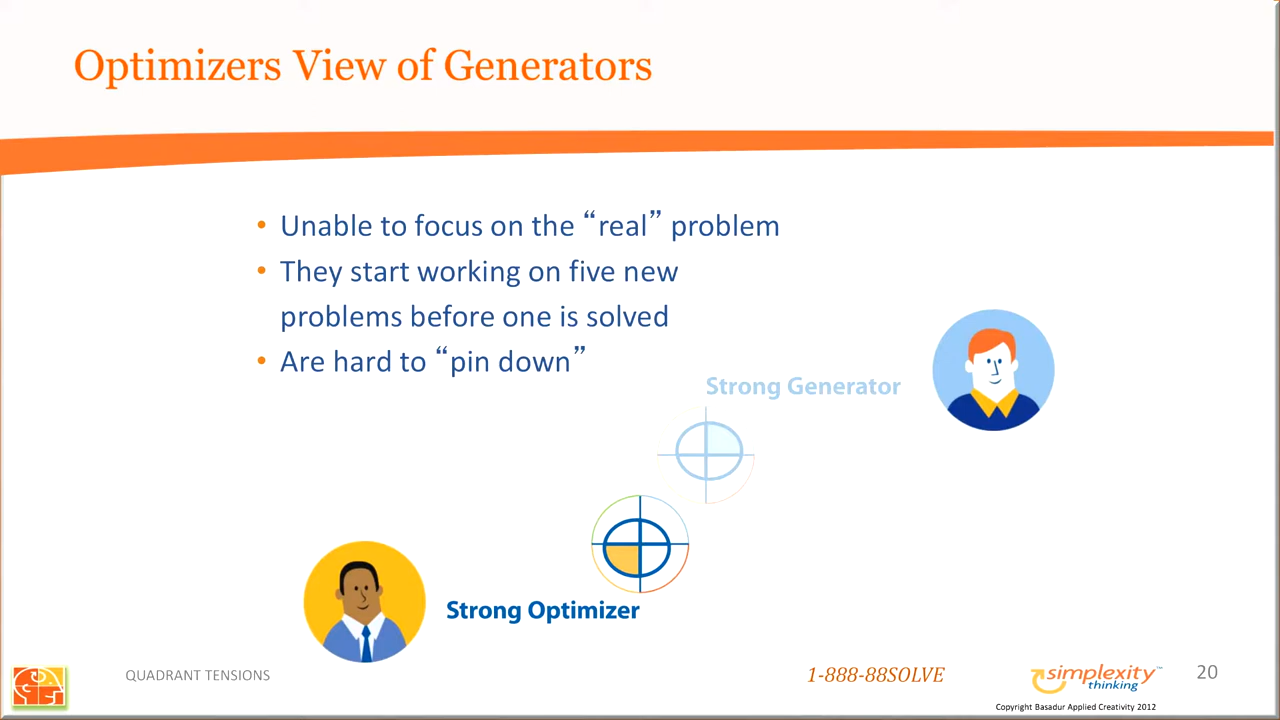 Optimizers View of Generators
• Unable to focus on the “real” problem
• They start working on five new
problems before one is solved
• Are hard to “pin down”
Strong Generator
Strong Optimizer
QUADRANT TENSIONS
1-888-88SOLVE
simplexity™
thinking
20
Copyright Basadur Applied Creativity 2012